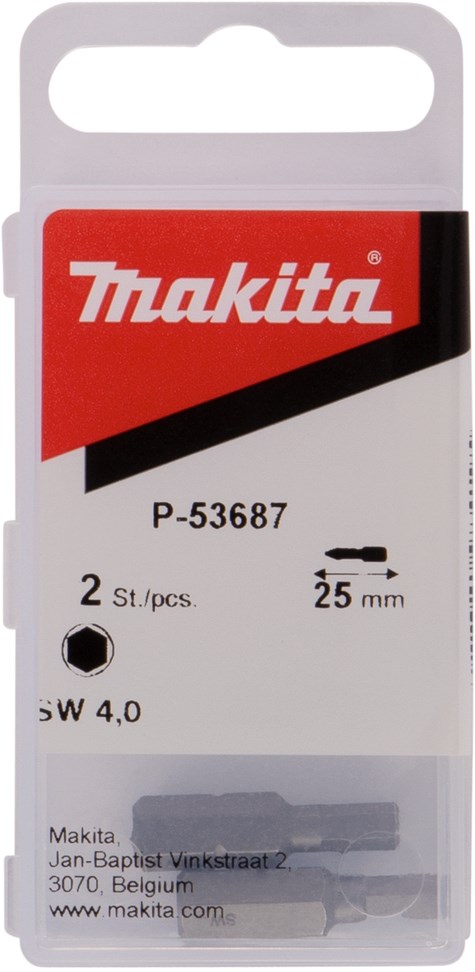 makita®
P-53687
2 St./pcs.
25 mm
SW 4,0
Makita,
Jan-Baptist Vinkstraat 2,
3070, Belgium
www.makita.com
SW